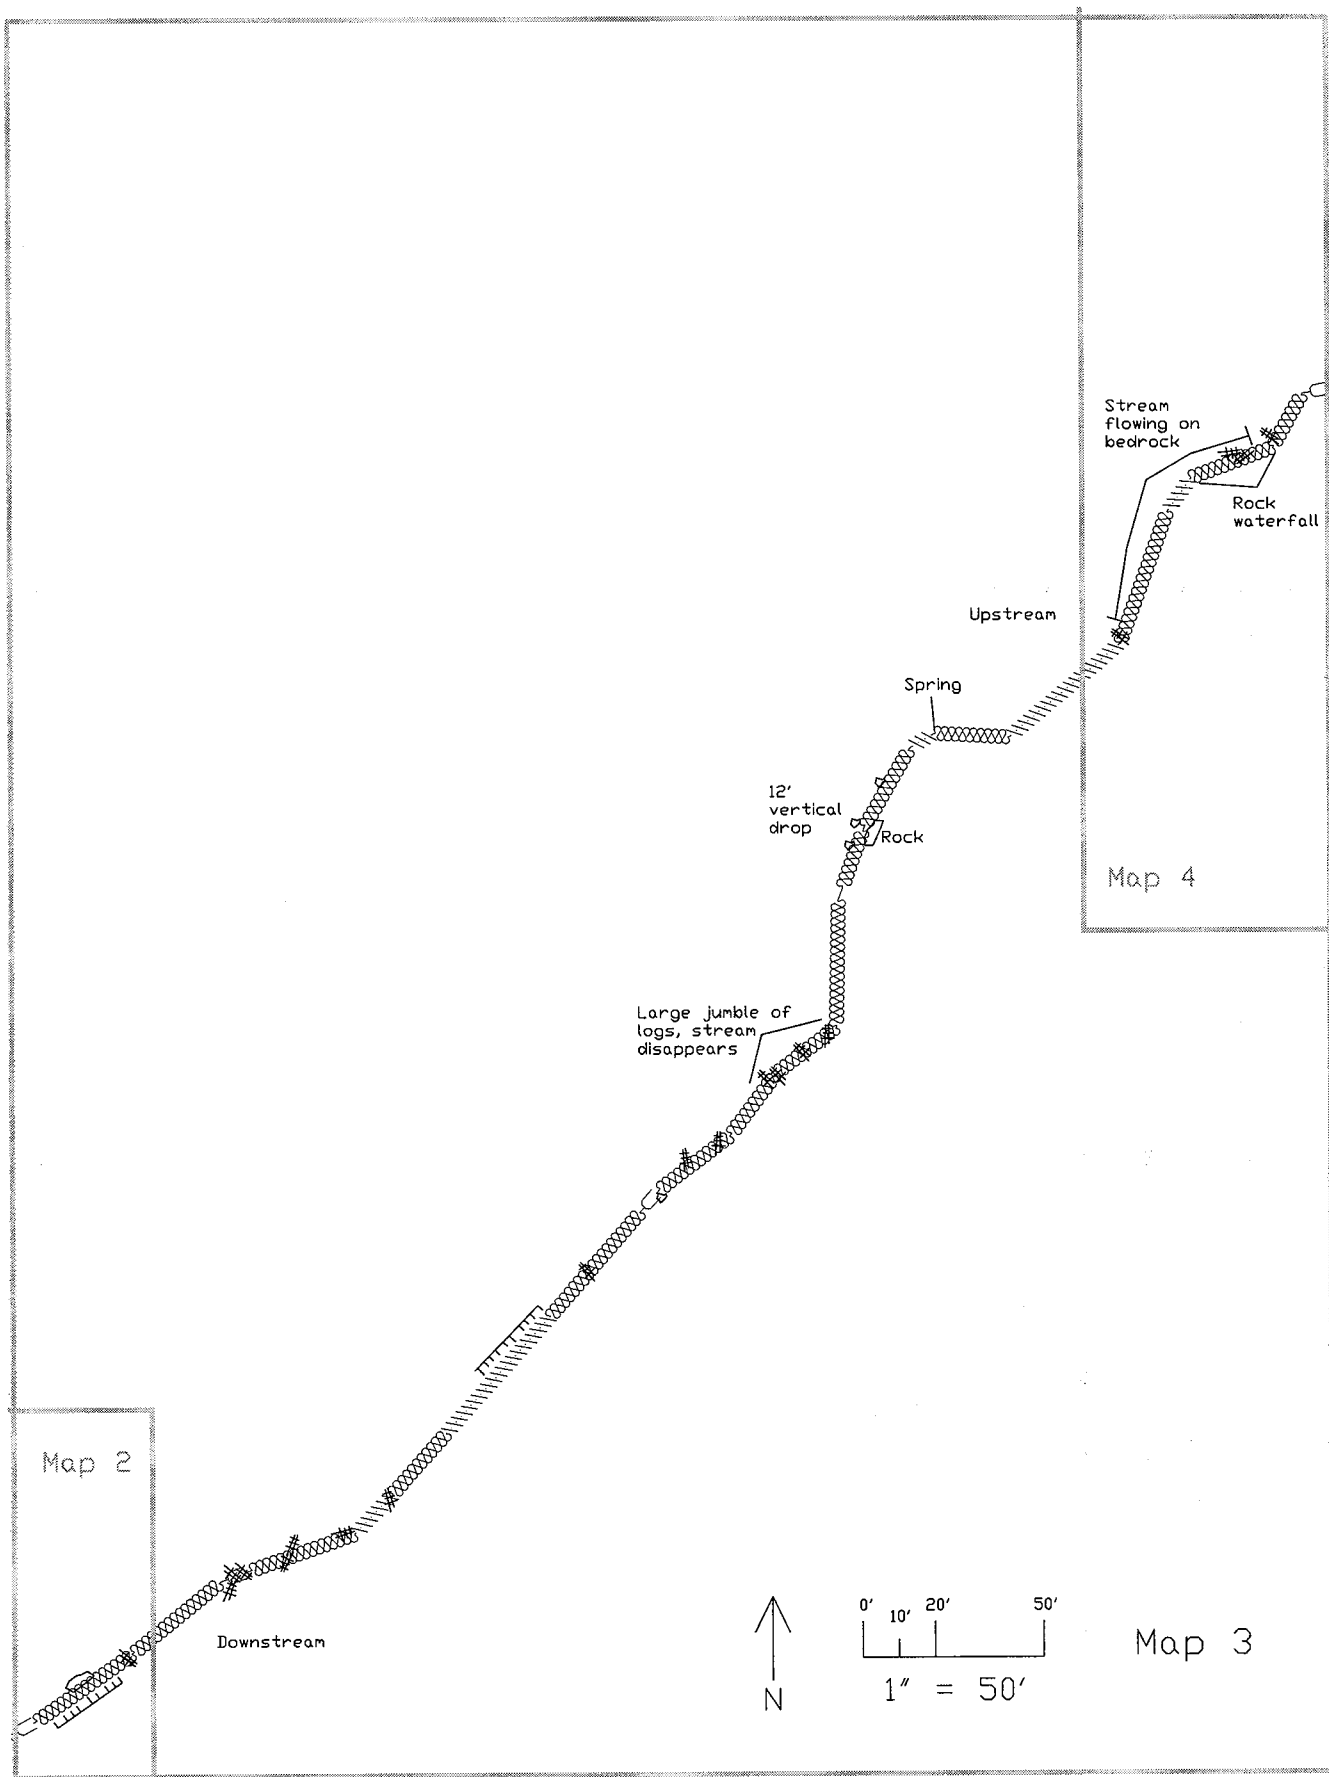 Stream
flowing on
bedrock
Rock
waterfall
Upstream
Spring
12'
vertical
drop
Rock
Map 4
Large jumble of
logs, stream
disappears
Map 2
Downstream
0' 10' 20' 50'
N
1" = 50'
Map 3